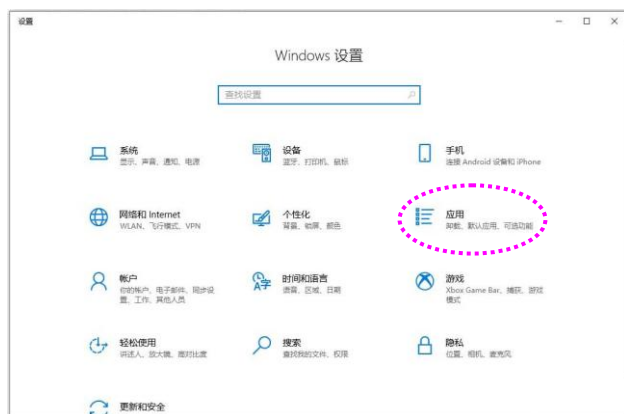 设置
Windows 设置
查找设置
系统
显示、声音、通知、电源
设备
蓝牙、打印机、鼠标
手机
连接 Android 设备和 iPhone
网络和 Internet
WLAN、飞行模式、VPN
个性化
背景、锁屏、颜色
应用
卸载、默认应用、可选功能
帐户
你的帐户、电子邮件、同步设
置、工作、其他人员
时间和语言
语音、区域、日期
游戏
Xbox Game Bar、捕获、游戏
模式
轻松使用
讲述人、放大镜、高对比度
搜索
查找我的文件、权限
隐私
位置、相机、麦克风
更新和安全